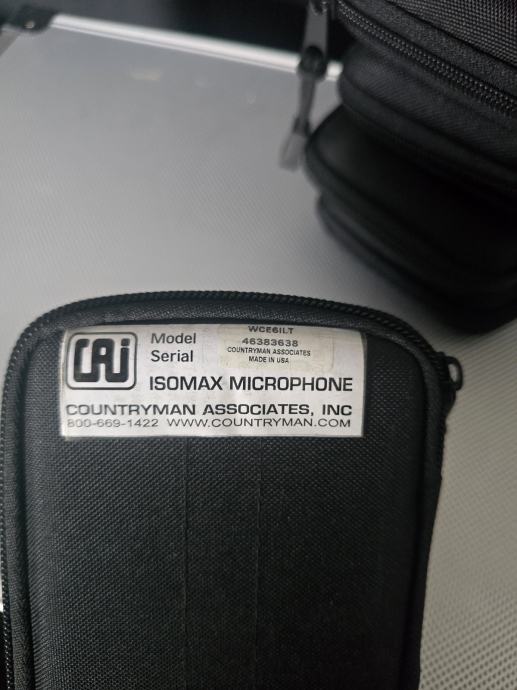 CAi
Model WCE6ILT
Serial 46383638
COUNTRYMAN ASSOCIATES
MADE IN USA
ISOMAX MICROPHONE
COUNTRYMAN ASSOCIATES, INC
800-669-1422 WWW.COUNTRYMAN.COM